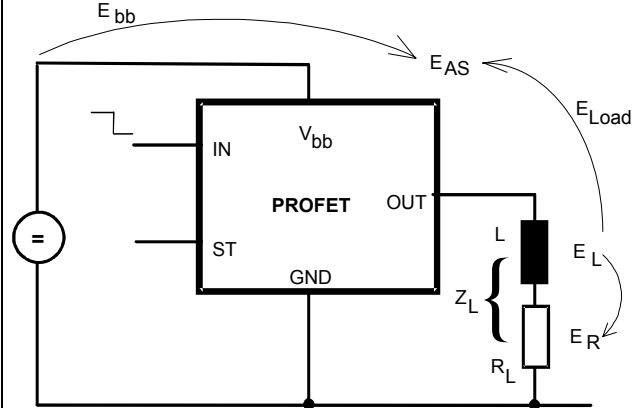 E bb
E AS
E Load
IN
V bb
PROFET
OUT
ST
GND
L
Z L
R L
E L
E R
=